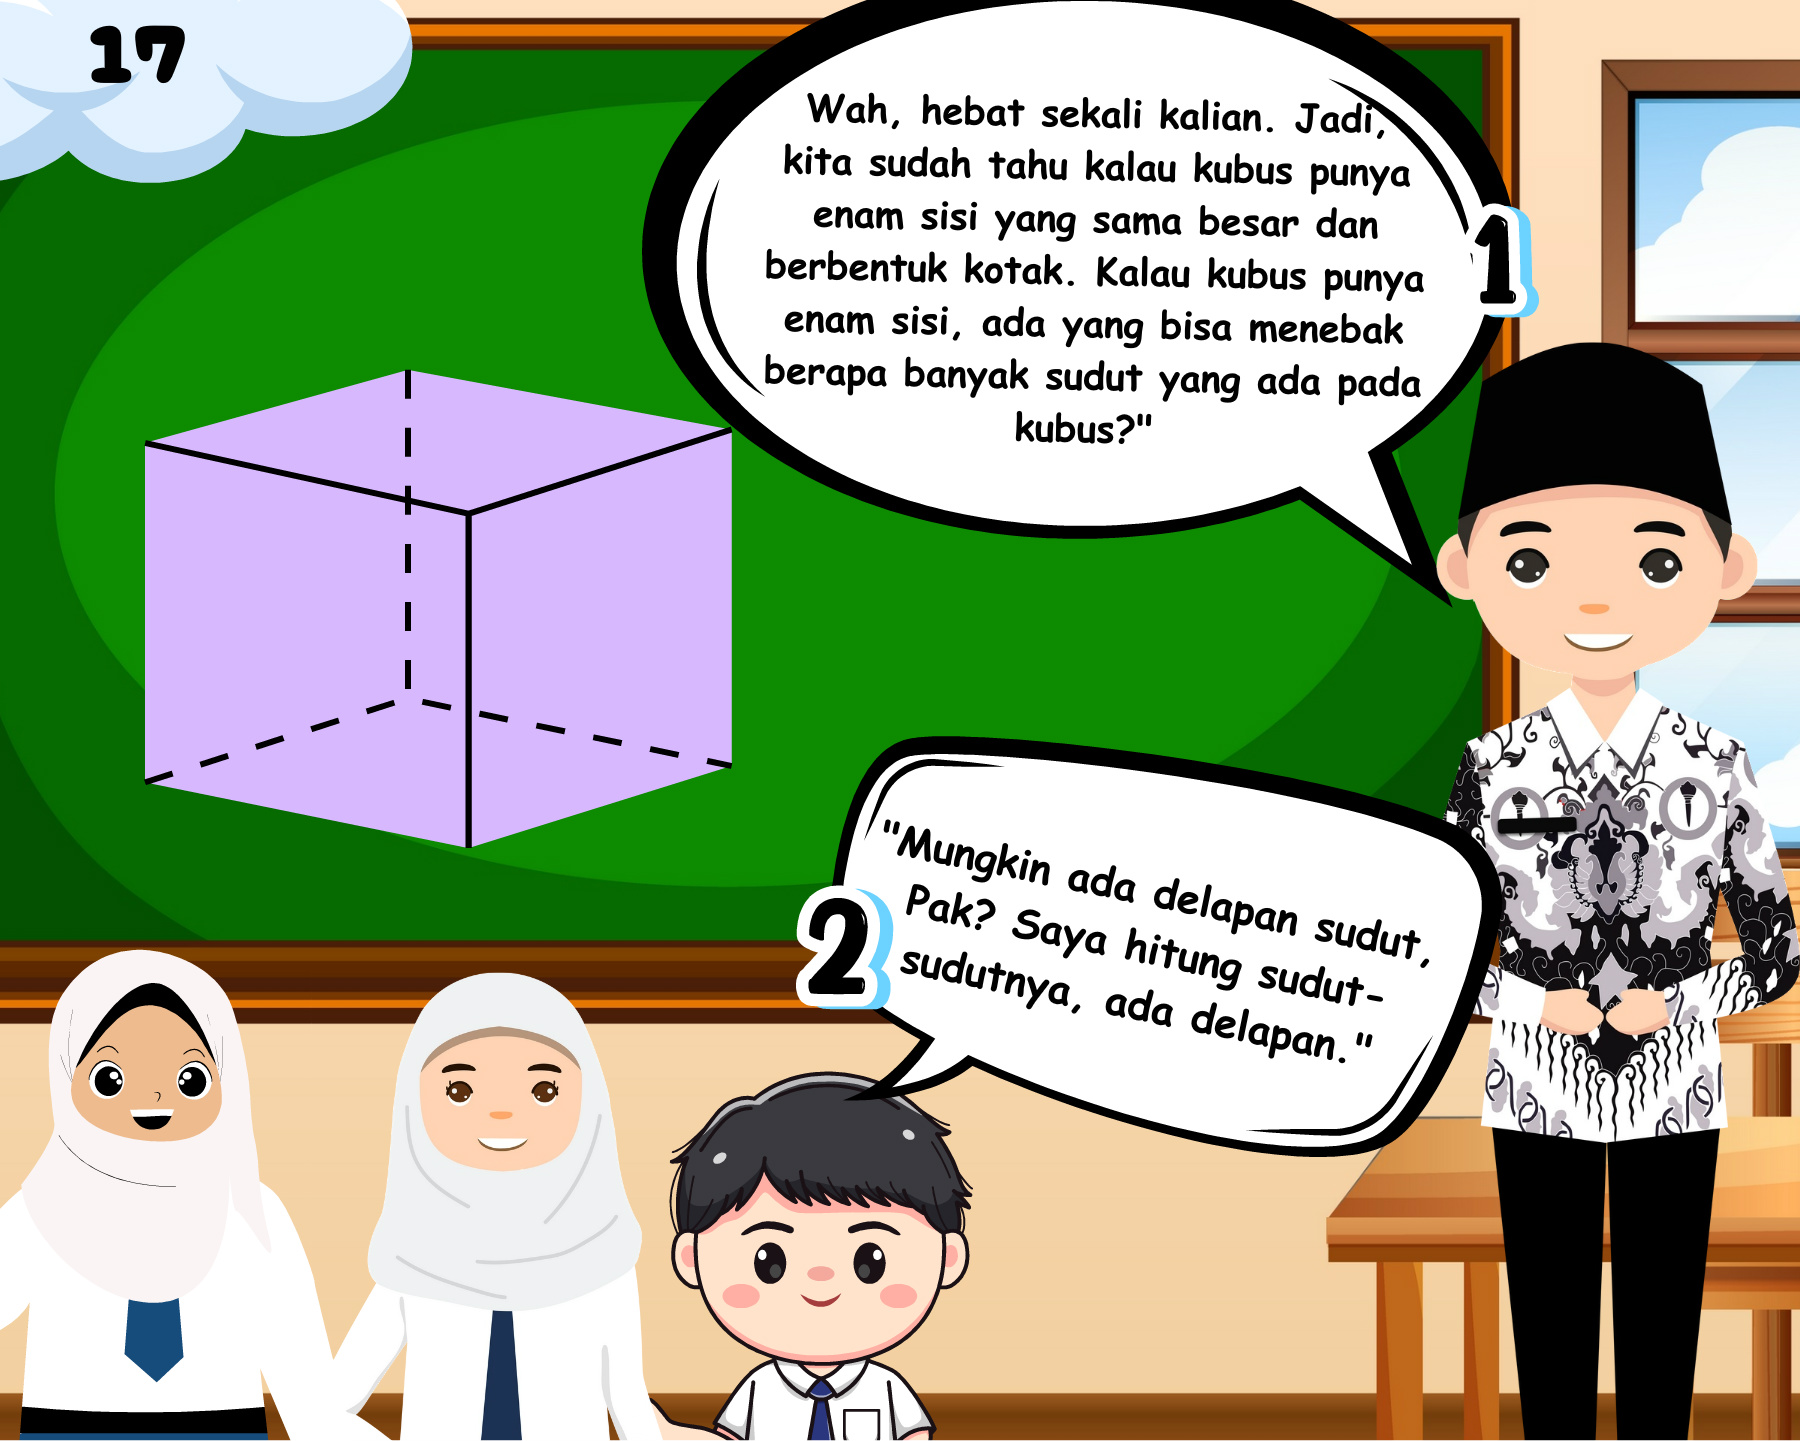 17
Wah, hebat sekali kalian. Jadi,
kita sudah tahu kalau kubus punya
enam sisi yang sama besar dan
berbentuk kotak. Kalau kubus punya
enam sisi, ada yang bisa menebak
berapa banyak sudut yang ada pada
kubus?"
1
"Mungkin ada delapan sudut,
Pak? Saya hitung sudut-
sudutnya, ada delapan."
2